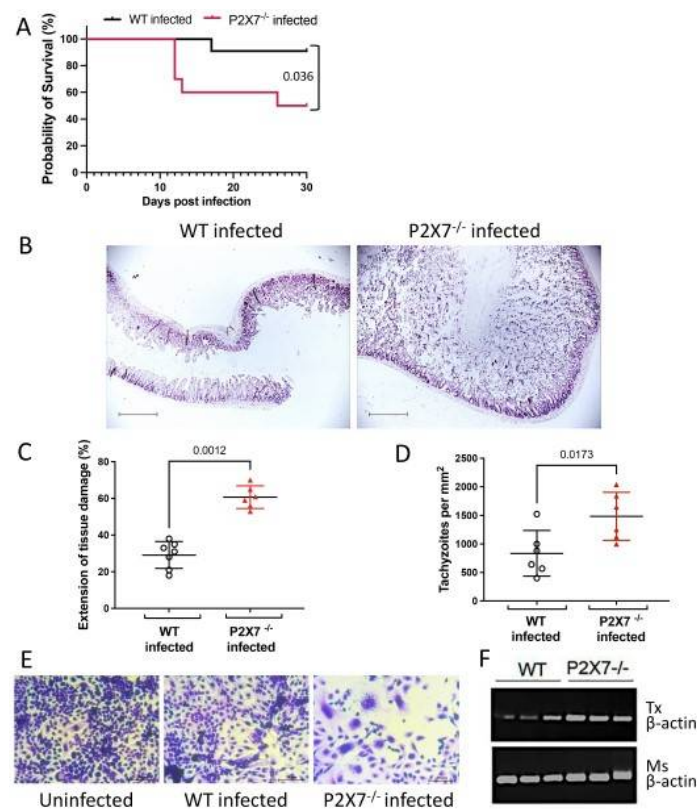 A
WT infected
P2X7-/- infected
Probability of Survival (%)
100
80
60
40
20
0
0 10 20 30
Days post infection
0.036
B
WT infected
P2X7-/- infected
C
0.0012
Extension of tissue damage (%)
80
60
40
20
0
WT infected
P2X7 -/- infected
D
0.0173
Tachyzoites per mm2
2500
2000
1500
1000
500
0
WT infected
P2X7 -/- infected
E
Uninfected
WT infected
P2X7-/- infected
F
WT
P2X7-/-
Tx
β-actin
Ms
β-actin